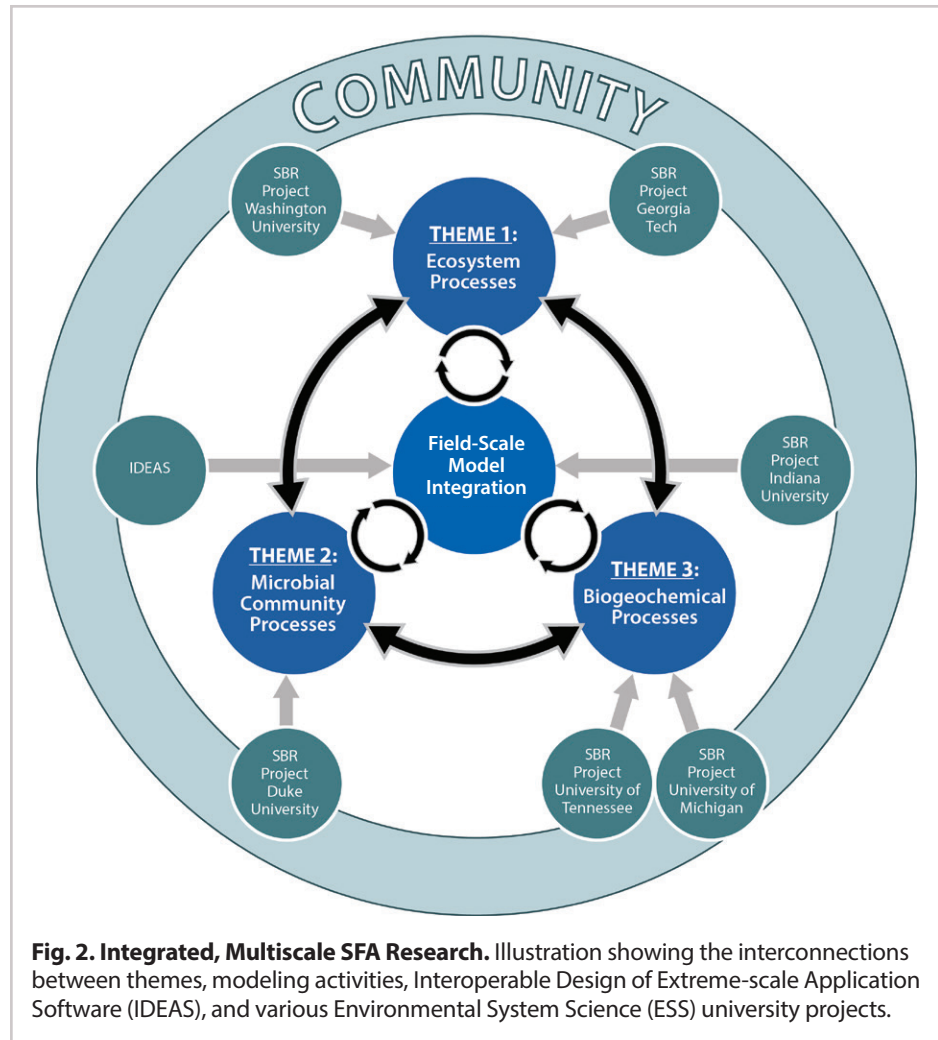 COMMUNITY
SBR
Project
Washington
University
SBR
Project
Georgia
Tech
THEME 1:
Ecosystem
Processes
Field-Scale
Model
Integration
IDEAS
SBR
Project
Indiana
University
THEME 2:
Microbial
Community
Processes
THEME 3:
Biogeochemical
Processes
SBR
Project
Duke
University
SBR
Project
University of
Tennessee
SBR
Project
University of
Michigan
Fig. 2. Integrated, Multiscale SFA Research. Illustration showing the interconnections
between themes, modeling activities, Interoperable Design of Extreme-scale Application
Software (IDEAS), and various Environmental System Science (ESS) university projects.